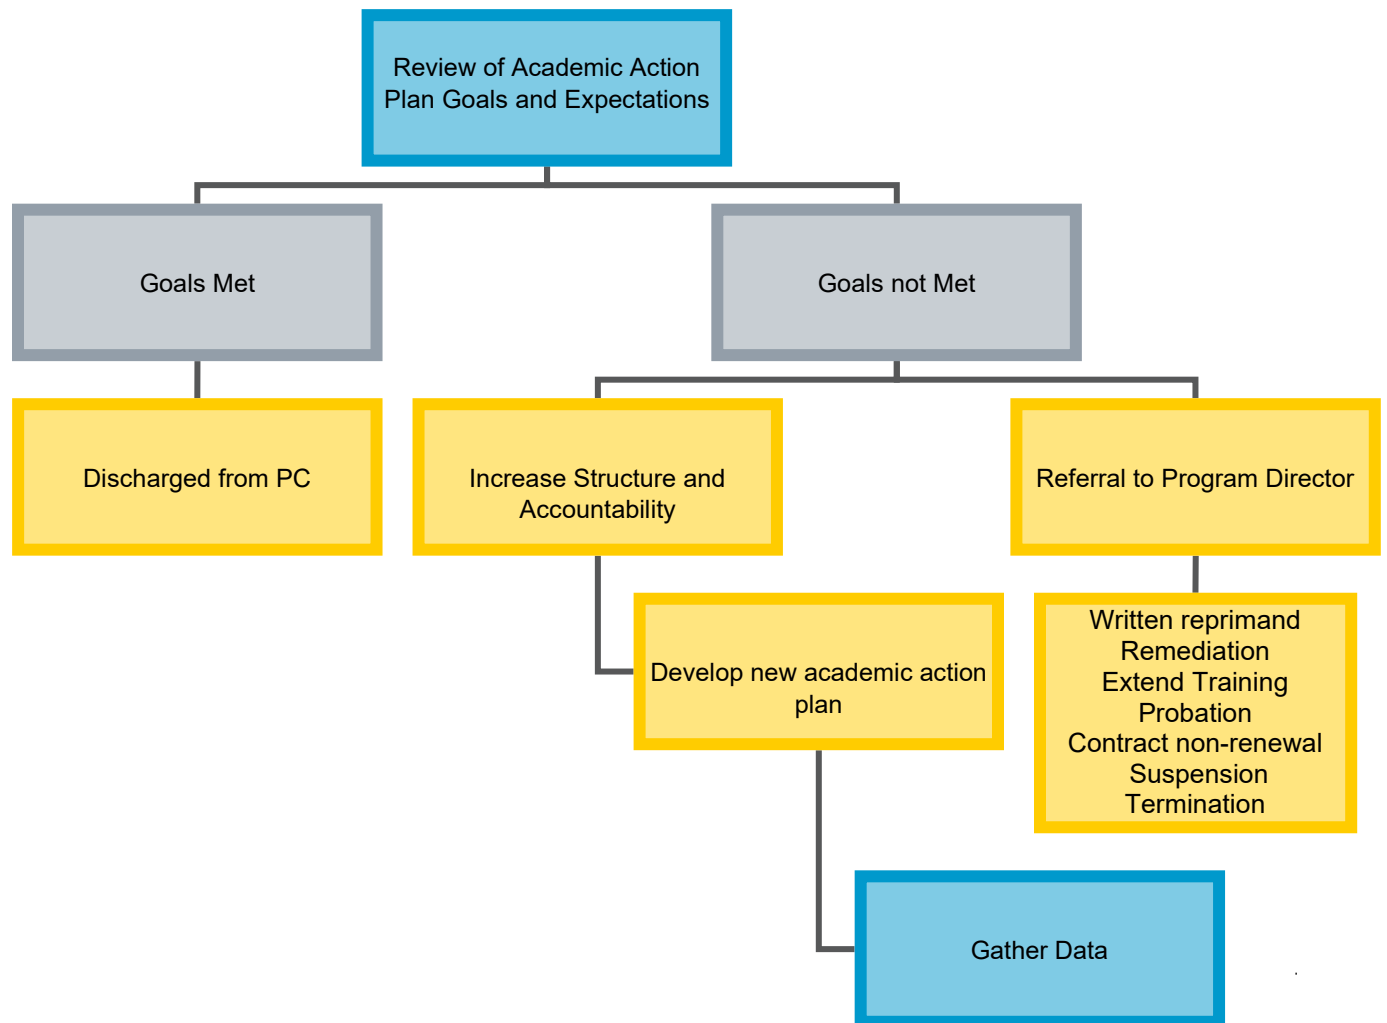 Review of Academic Action
Plan Goals and Expectations
Goals Met
Goals not Met
Discharged from PC
Increase Structure and
Accountability
Referral to Program Director
Develop new academic action
plan
Written reprimand
Remediation
Extend Training
Probation
Contract non-renewal
Suspension
Termination
Gather Data
.